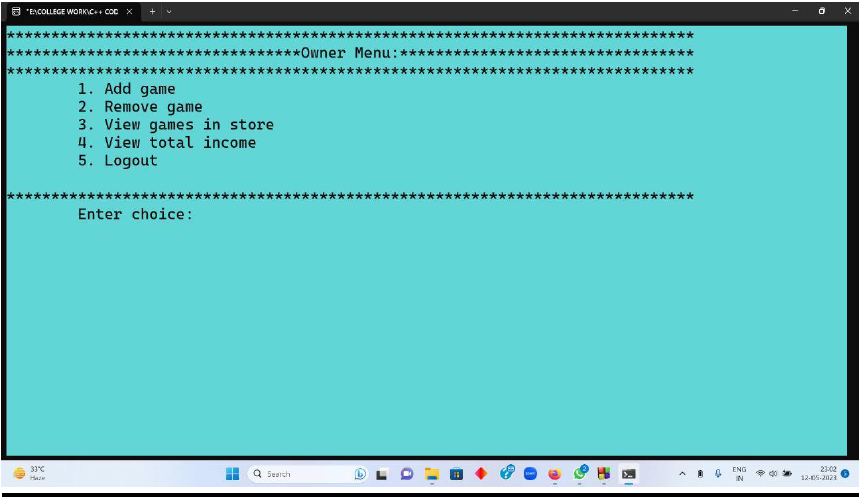 "E:\COLLEGE WORK\C++ COD
******************************************************************************
*********************************Owner Menu:*********************************
******************************************************************************
1. Add game
2. Remove game
3. View games in store
4. View total income
5. Logout
******************************************************************************
Enter choice:
33°C
Haze
Search
ENG
IN
23:02
12-05-2023